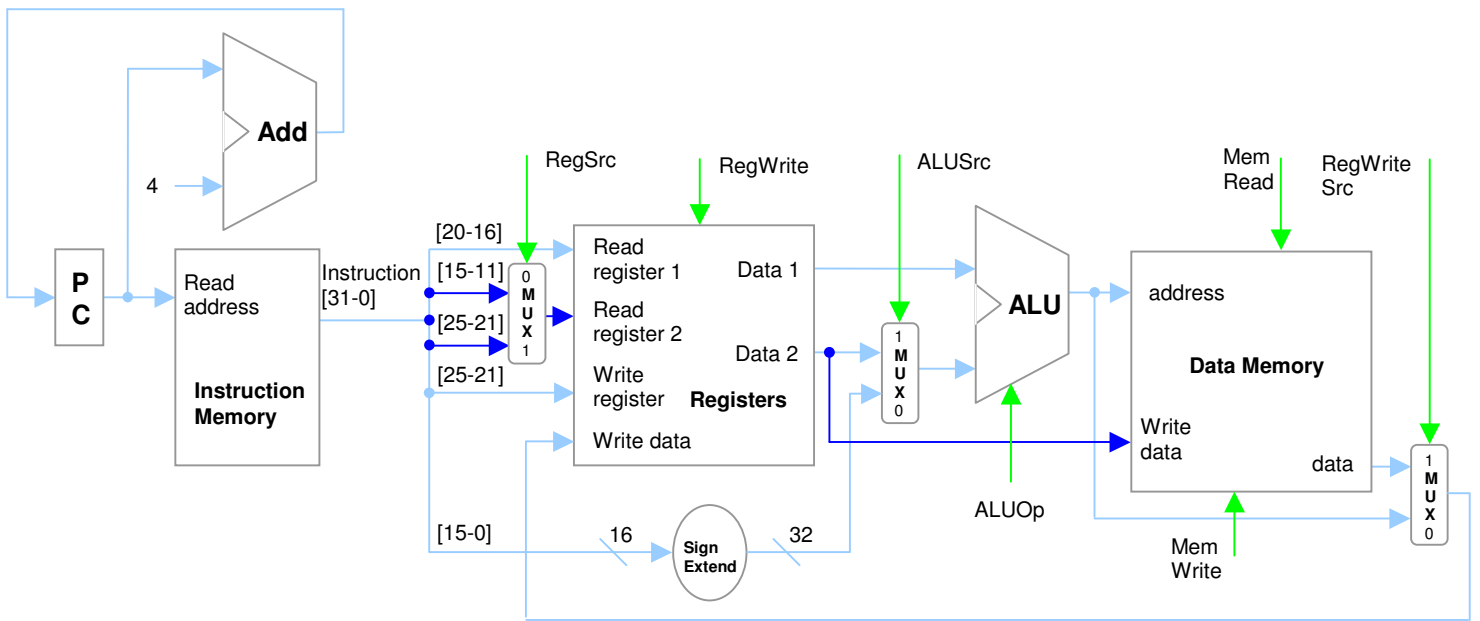 Add
4
P
C
Read
address
Instruction
Memory
Instruction
[31-0]
RegSrc
[20-16]
[15-11]
[25-21]
[25-21]
[15-0]
0
M
U
X
1
RegWrite
Read
register 1
Read
register 2
Write
register
Write data
Data 1
Data 2
Registers
16
Sign
Extend
32
ALUSrc
1
M
U
X
0
ALU
ALUOp
Mem
Read
address
Data Memory
Write
data
data
Mem
Write
RegWrite
Src
1
M
U
X
0